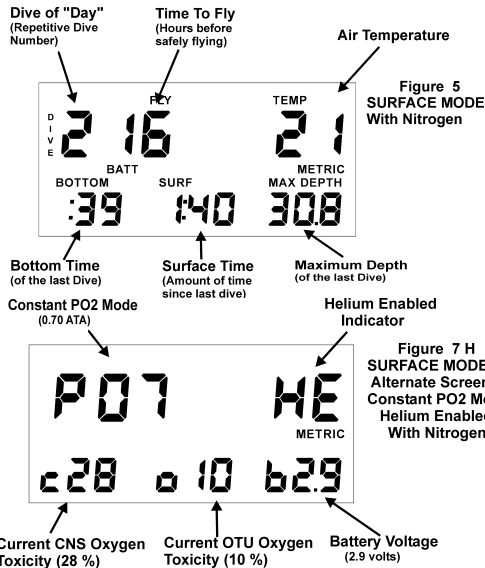 Dive of "Day"
(Repetitive Dive
Number)
Time To Fly
(Hours before
safely flying)
Air Temperature
Figure 5
SURFACE MODE
With Nitrogen
DIVE
FLY
TEMP
2 16 21
BATT
METRIC
BOTTOM SURF MAX DEPTH
:39 1:40 30.8
Bottom Time
(of the last Dive)
Surface Time
(Amount of time
since last dive)
Maximum Depth
(of the last Dive)
Constant PO2 Mode
(0.70 ATA)
Helium Enabled
Indicator
Figure 7 H
SURFACE MODE
Alternate Screen
Constant PO2 Mo
Helium Enabled
With Nitrogen
P07 HE
METRIC
c28 o 10 b2.9
Current CNS Oxygen
Toxicity (28 %)
Current OTU Oxygen
Toxicity (10 %)
Battery Voltage
(2.9 volts)